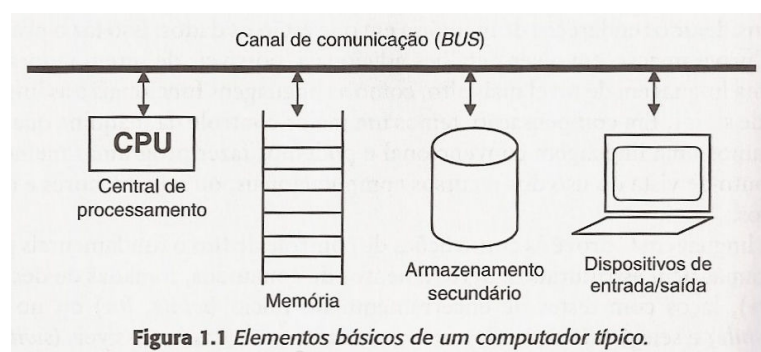 Canal de comunicação (BUS)
CPU
Central de
processamento
Memória
Armazenamento
secundário
Dispositivos de
entrada/saída
Figura 1.1 Elementos básicos de um computador típico.